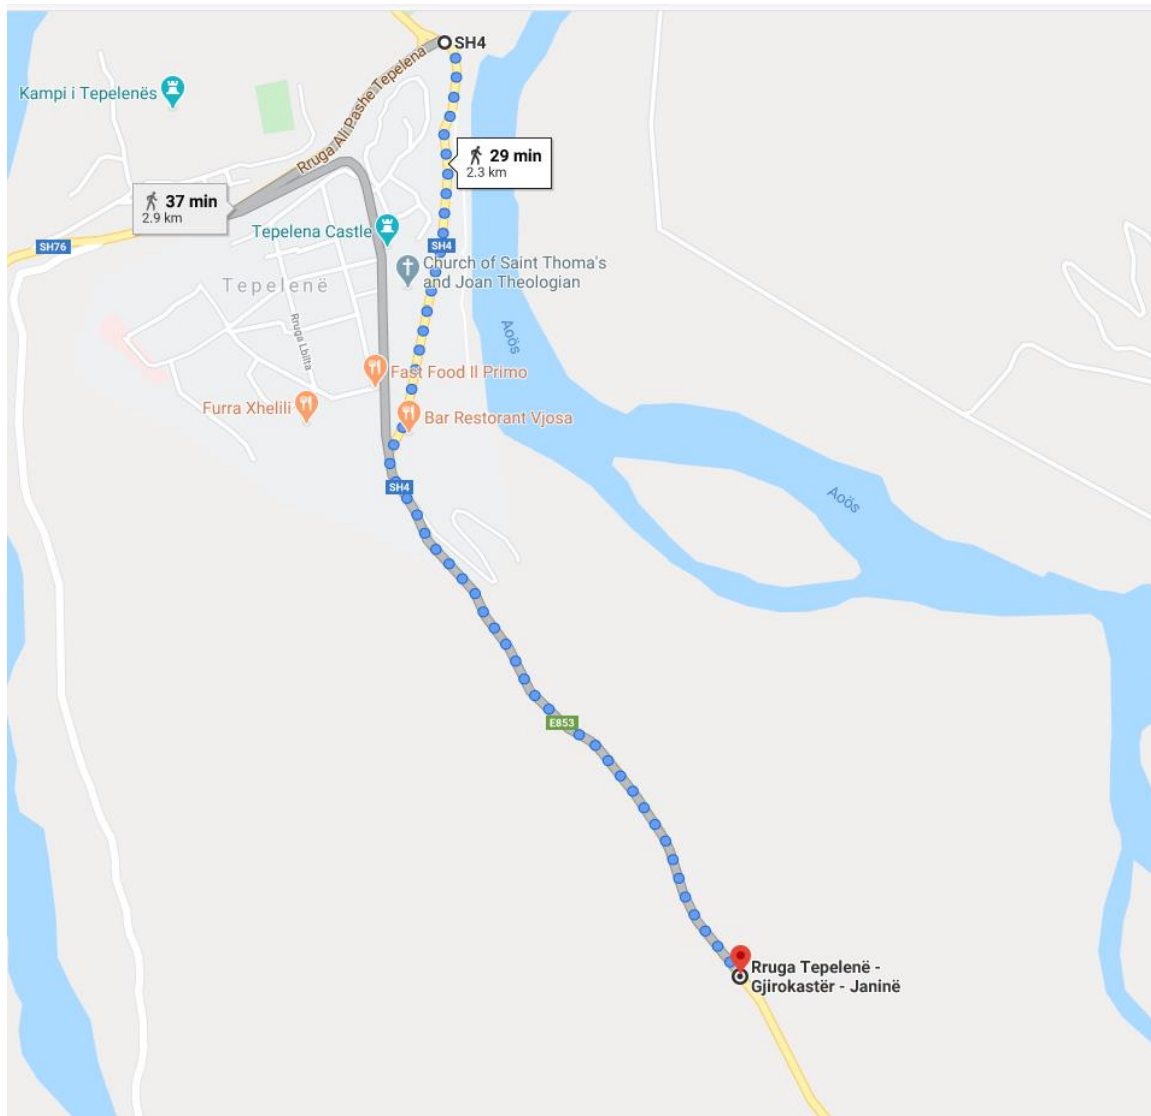 SH4
Kampi i Tepelenës
Rruga Ali Pashe Tepelena
29 min
2.3 km
37 min
2.9 km
Tepelena Castle
SH4
SH76
Church of Saint Thoma's
and Joan Theologian
Tepelenë
Rruga Lbilta
Aoös
Fast Food Il Primo
Furra Xhelili
Bar Restorant Vjosa
SH4
Aoös
E853
Rruga Tepelenë -
Gjirokastër - Janinë